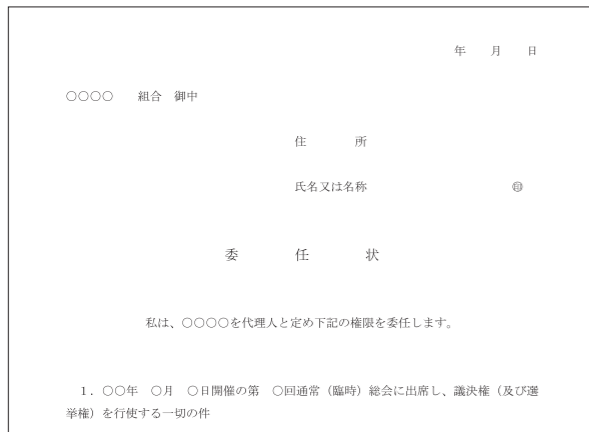 年　月　日
○○○○　組合　御中
住　　所
氏名又は名称　　　㊞
委　任　状
私は、○○○○を代理人と定め下記の権限を委任します。
１．○○年　○月　○日開催の第　○回通常（臨時）総会に出席し、議決権（及び選
挙権）を行使する一切の件